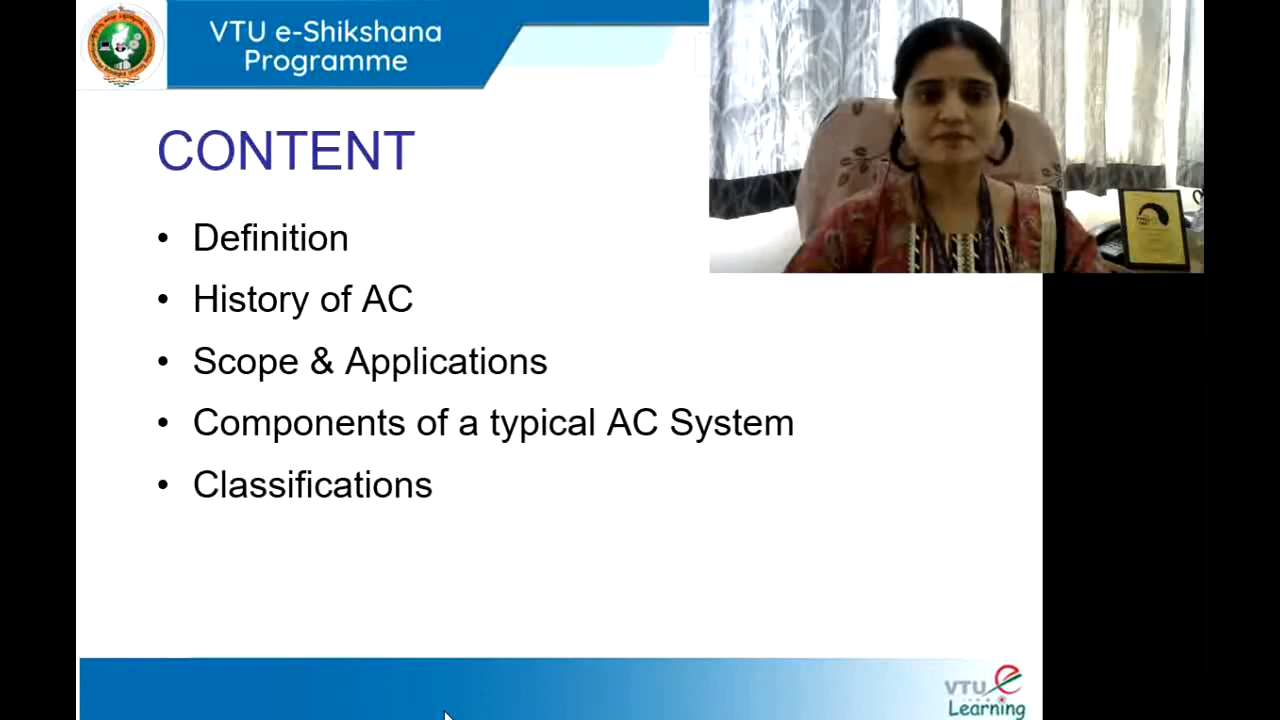 VTU e-Shikshana
Programme
CONTENT
• Definition
• History of AC
• Scope & Applications
• Components of a typical AC System
• Classifications
VTU e
Learning